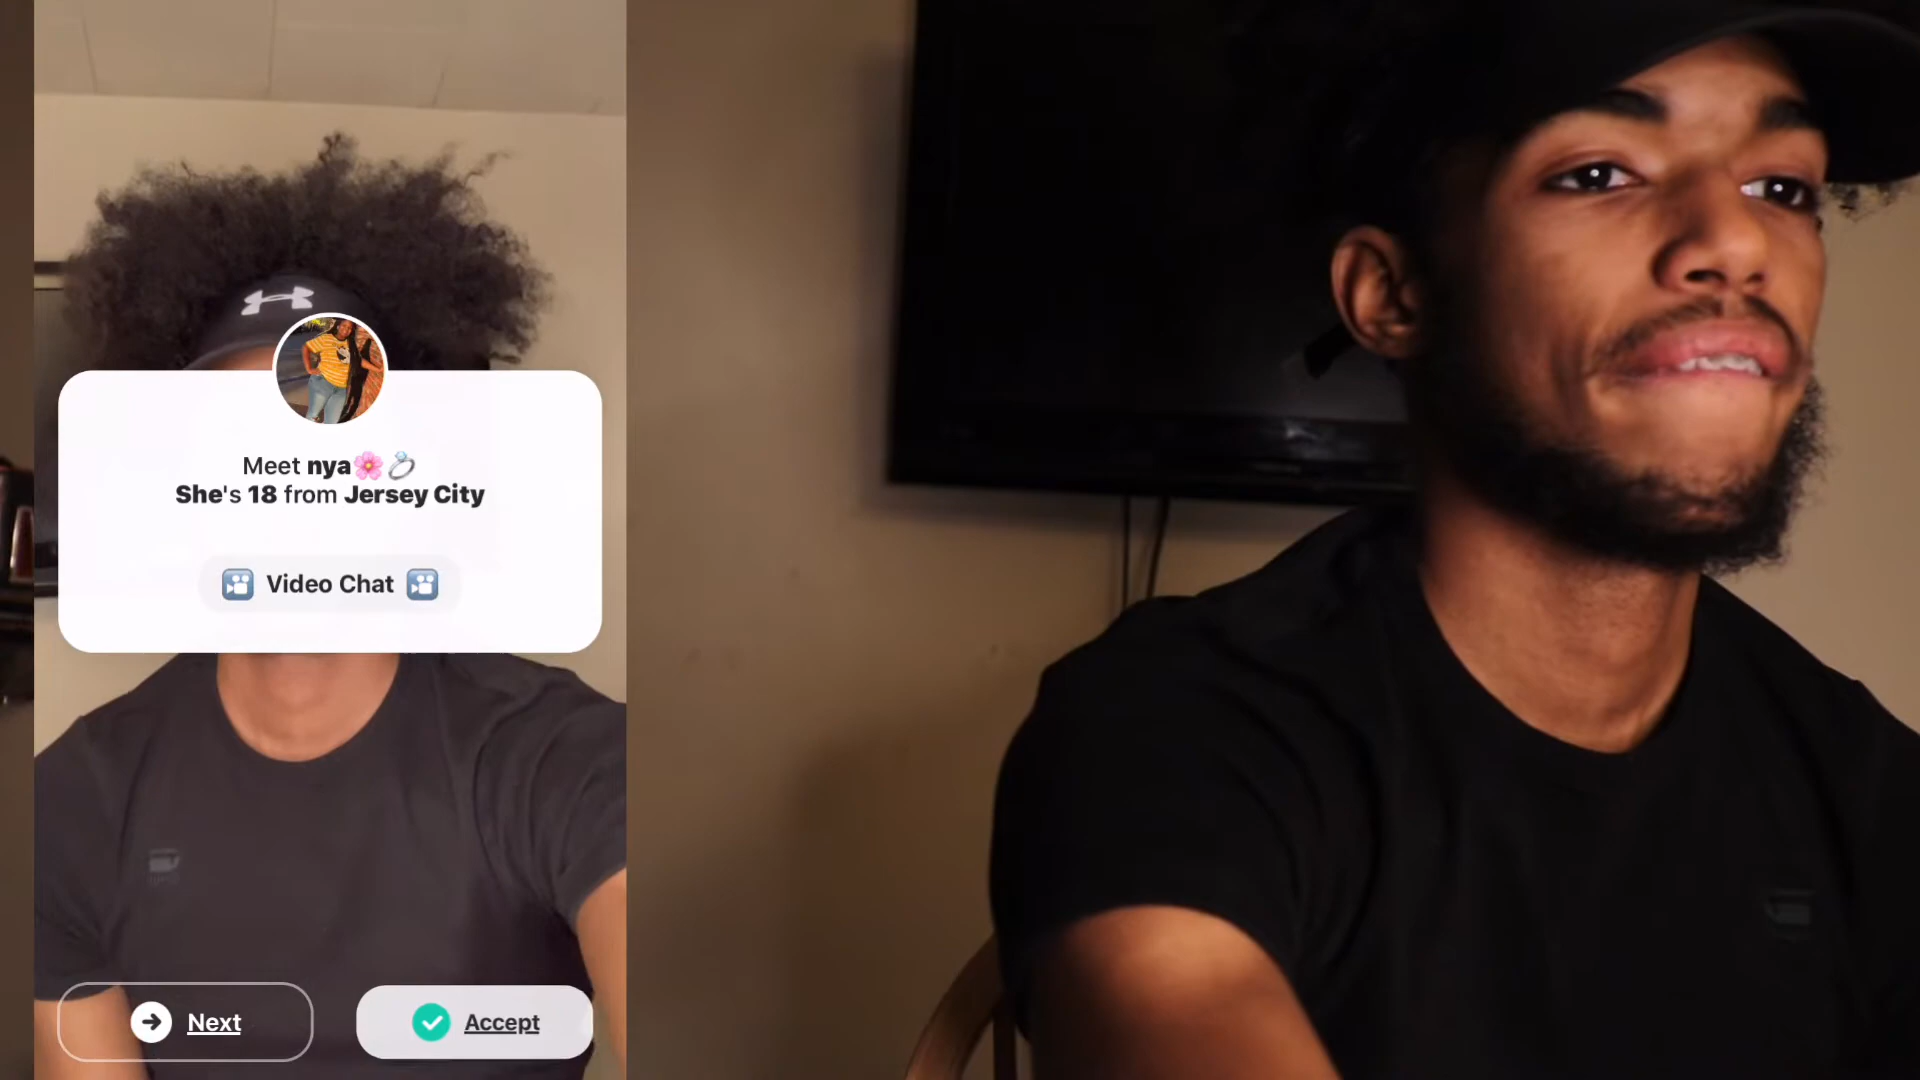 Meet nya🌸💍
She's 18 from Jersey City
🎦 Video Chat 🎦
Next
Accept